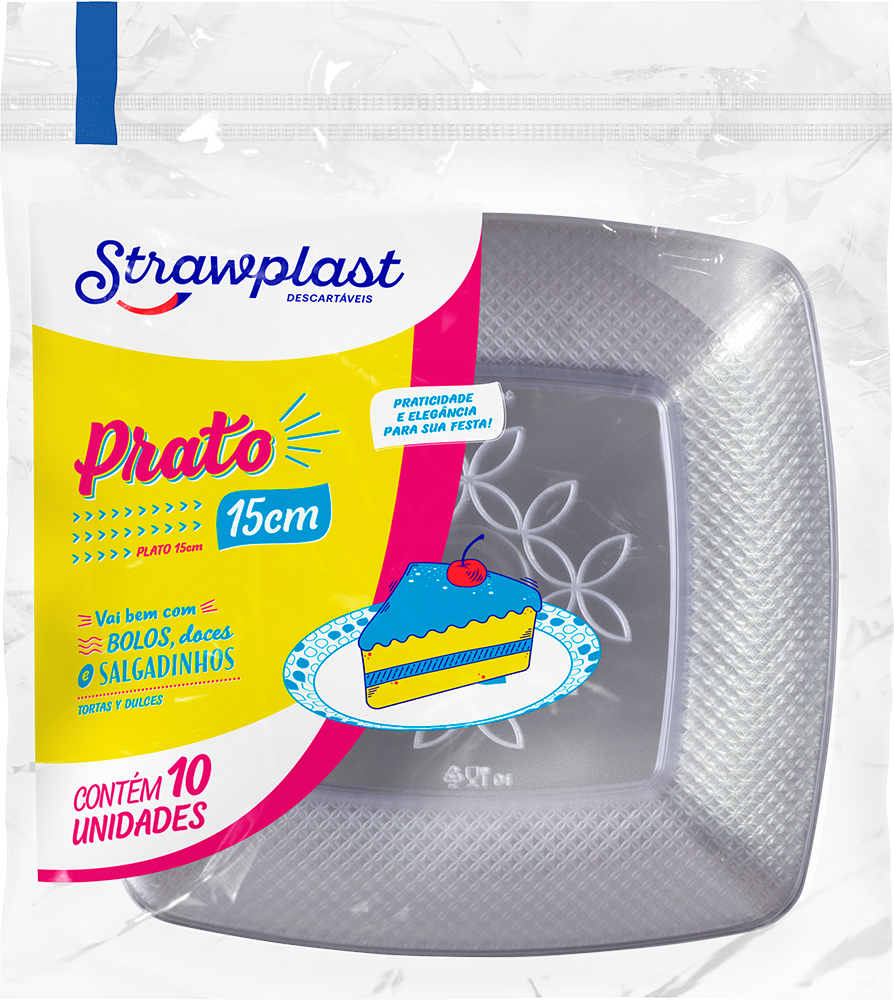 Strawplast
DESCARTÁVEIS
PRATICIDADE
E ELEGÂNCIA
PARA SUA FESTA!
Prato
15cm
PLATO 15cm
Vai bem com
BOLOS, doces
e SALGADINHOS
TORTAS Y DULCES
CONTÉM 10
UNIDADES